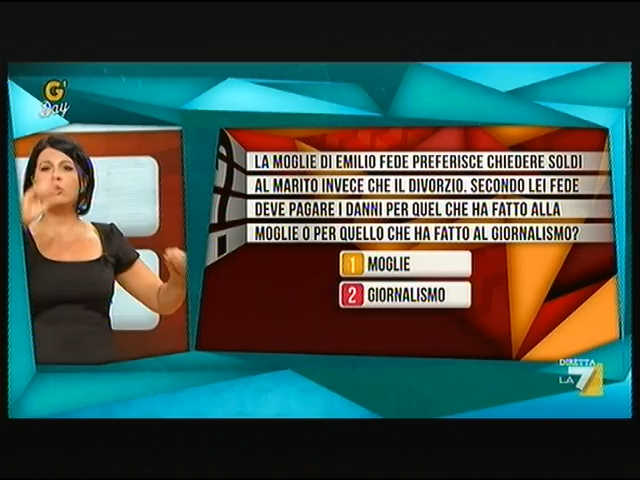 G'
Day
LA MOGLIE DI EMILIO FEDE PREFERISCE CHIEDERE SOLDI
AL MARITO INVECE CHE IL DIVORZIO. SECONDO LEI FEDE
DEVE PAGARE I DANNI PER QUEL CHE HA FATTO ALLA
MOGLIE O PER QUELLO CHE HA FATTO AL GIORNALISMO?
1 MOGLIE
2 GIORNALISMO
DIRETTA
LA7